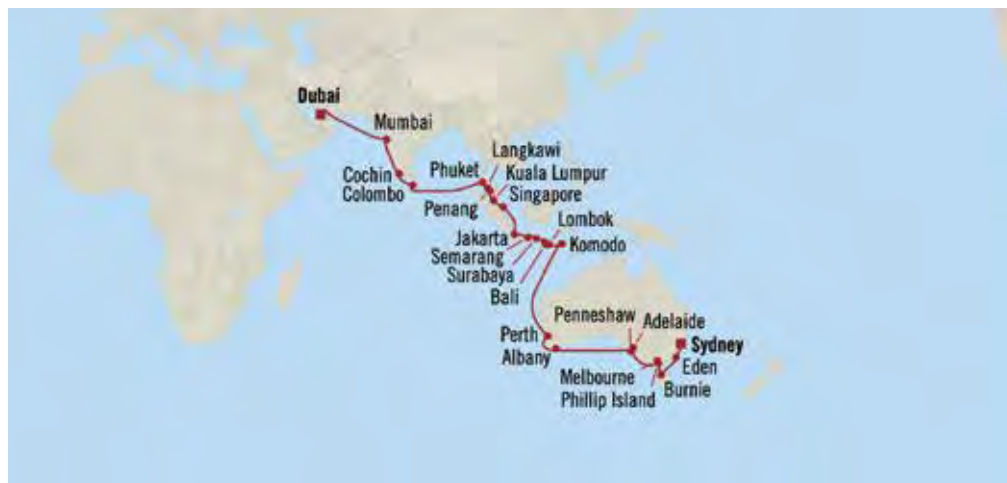 Dubai
Mumbai
Cochin
Colombo
Phuket
Langkawi
Kuala Lumpur
Penang
Singapore
Lombok
Jakarta
Semarang
Surabaya
Bali
Komodo
Perth
Albany
Penneshaw
Adelaide
Melbourne
Phillip Island
Burnie
Eden
Sydney